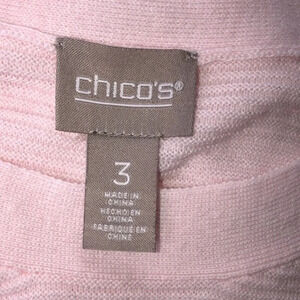 chico's®
3
MADE IN
CHINA
HECHO EN
CHINA
FABRIQUÉ EN
CHINE